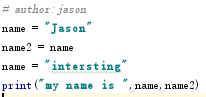 # author:jason
name = "Jason"
name2 = name
name = "intersting"
print("my name is ",name,name2)